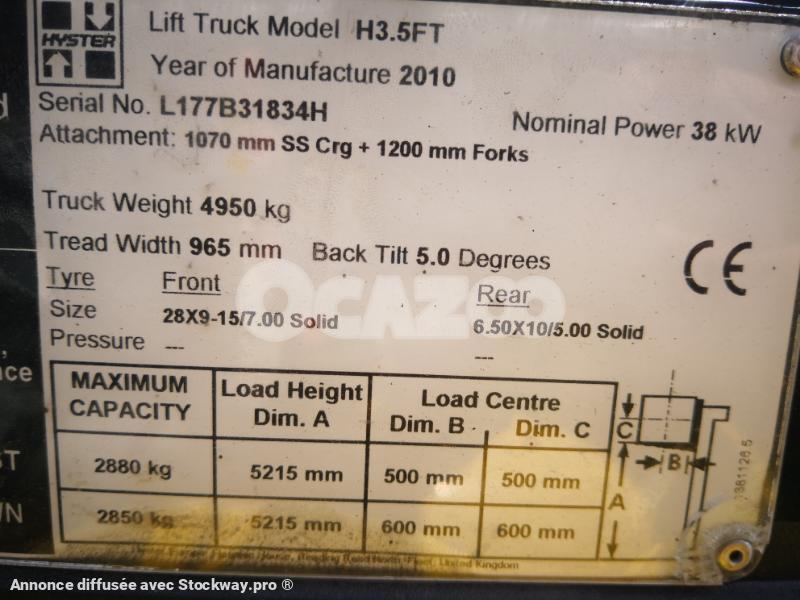 HYSTER
Lift Truck Model H3.5FT
Year of Manufacture 2010
Serial No. L177B31834H
Nominal Power 38 kW
Attachment: 1070 mm SS Crg + 1200 mm Forks
Truck Weight 4950 kg
Tread Width 965 mm Back Tilt 5.0 Degrees
CE
Tyre Front Rear
Size 28X9-15/7.00 Solid 6.50X10/5.00 Solid
Pressure --- ---
OCAZOO
MAXIMUM CAPACITY Load Height Dim. A Load Centre Dim. B Dim. C
2880 kg 5215 mm 500 mm 500 mm
2850 kg 5215 mm 600 mm 600 mm
C
B
A
United Kingdom
Annonce diffusée avec Stockway.pro ®